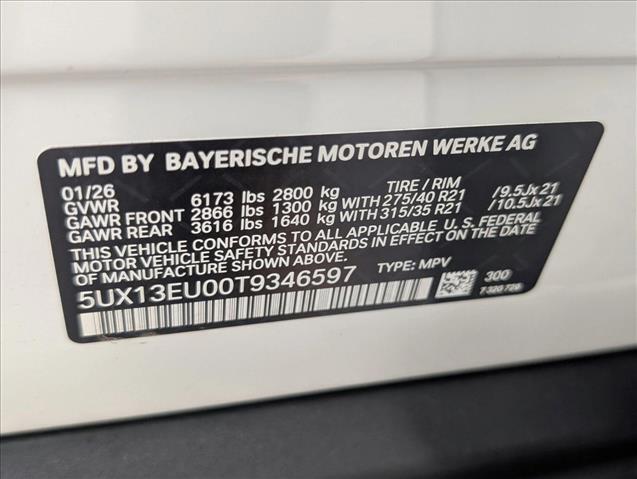 MFD BY BAYERISCHE MOTOREN WERKE AG
01/26 TIRE / RIM
GVWR 6173 lbs 2800 kg
GAWR FRONT 2866 lbs 1300 kg WITH 275/40 R21 /9.5Jx21
GAWR REAR 3616 lbs 1640 kg WITH 315/35 R21 /10.5Jx21
THIS VEHICLE CONFORMS TO ALL APPLICABLE U.S. FEDERAL
MOTOR VEHICLE SAFETY STANDARDS IN EFFECT ON THE
DATE OF MANUFACTURE SHOWN ABOVE.
5UX13EU00T9346597 TYPE: MPV
300
7 320 729